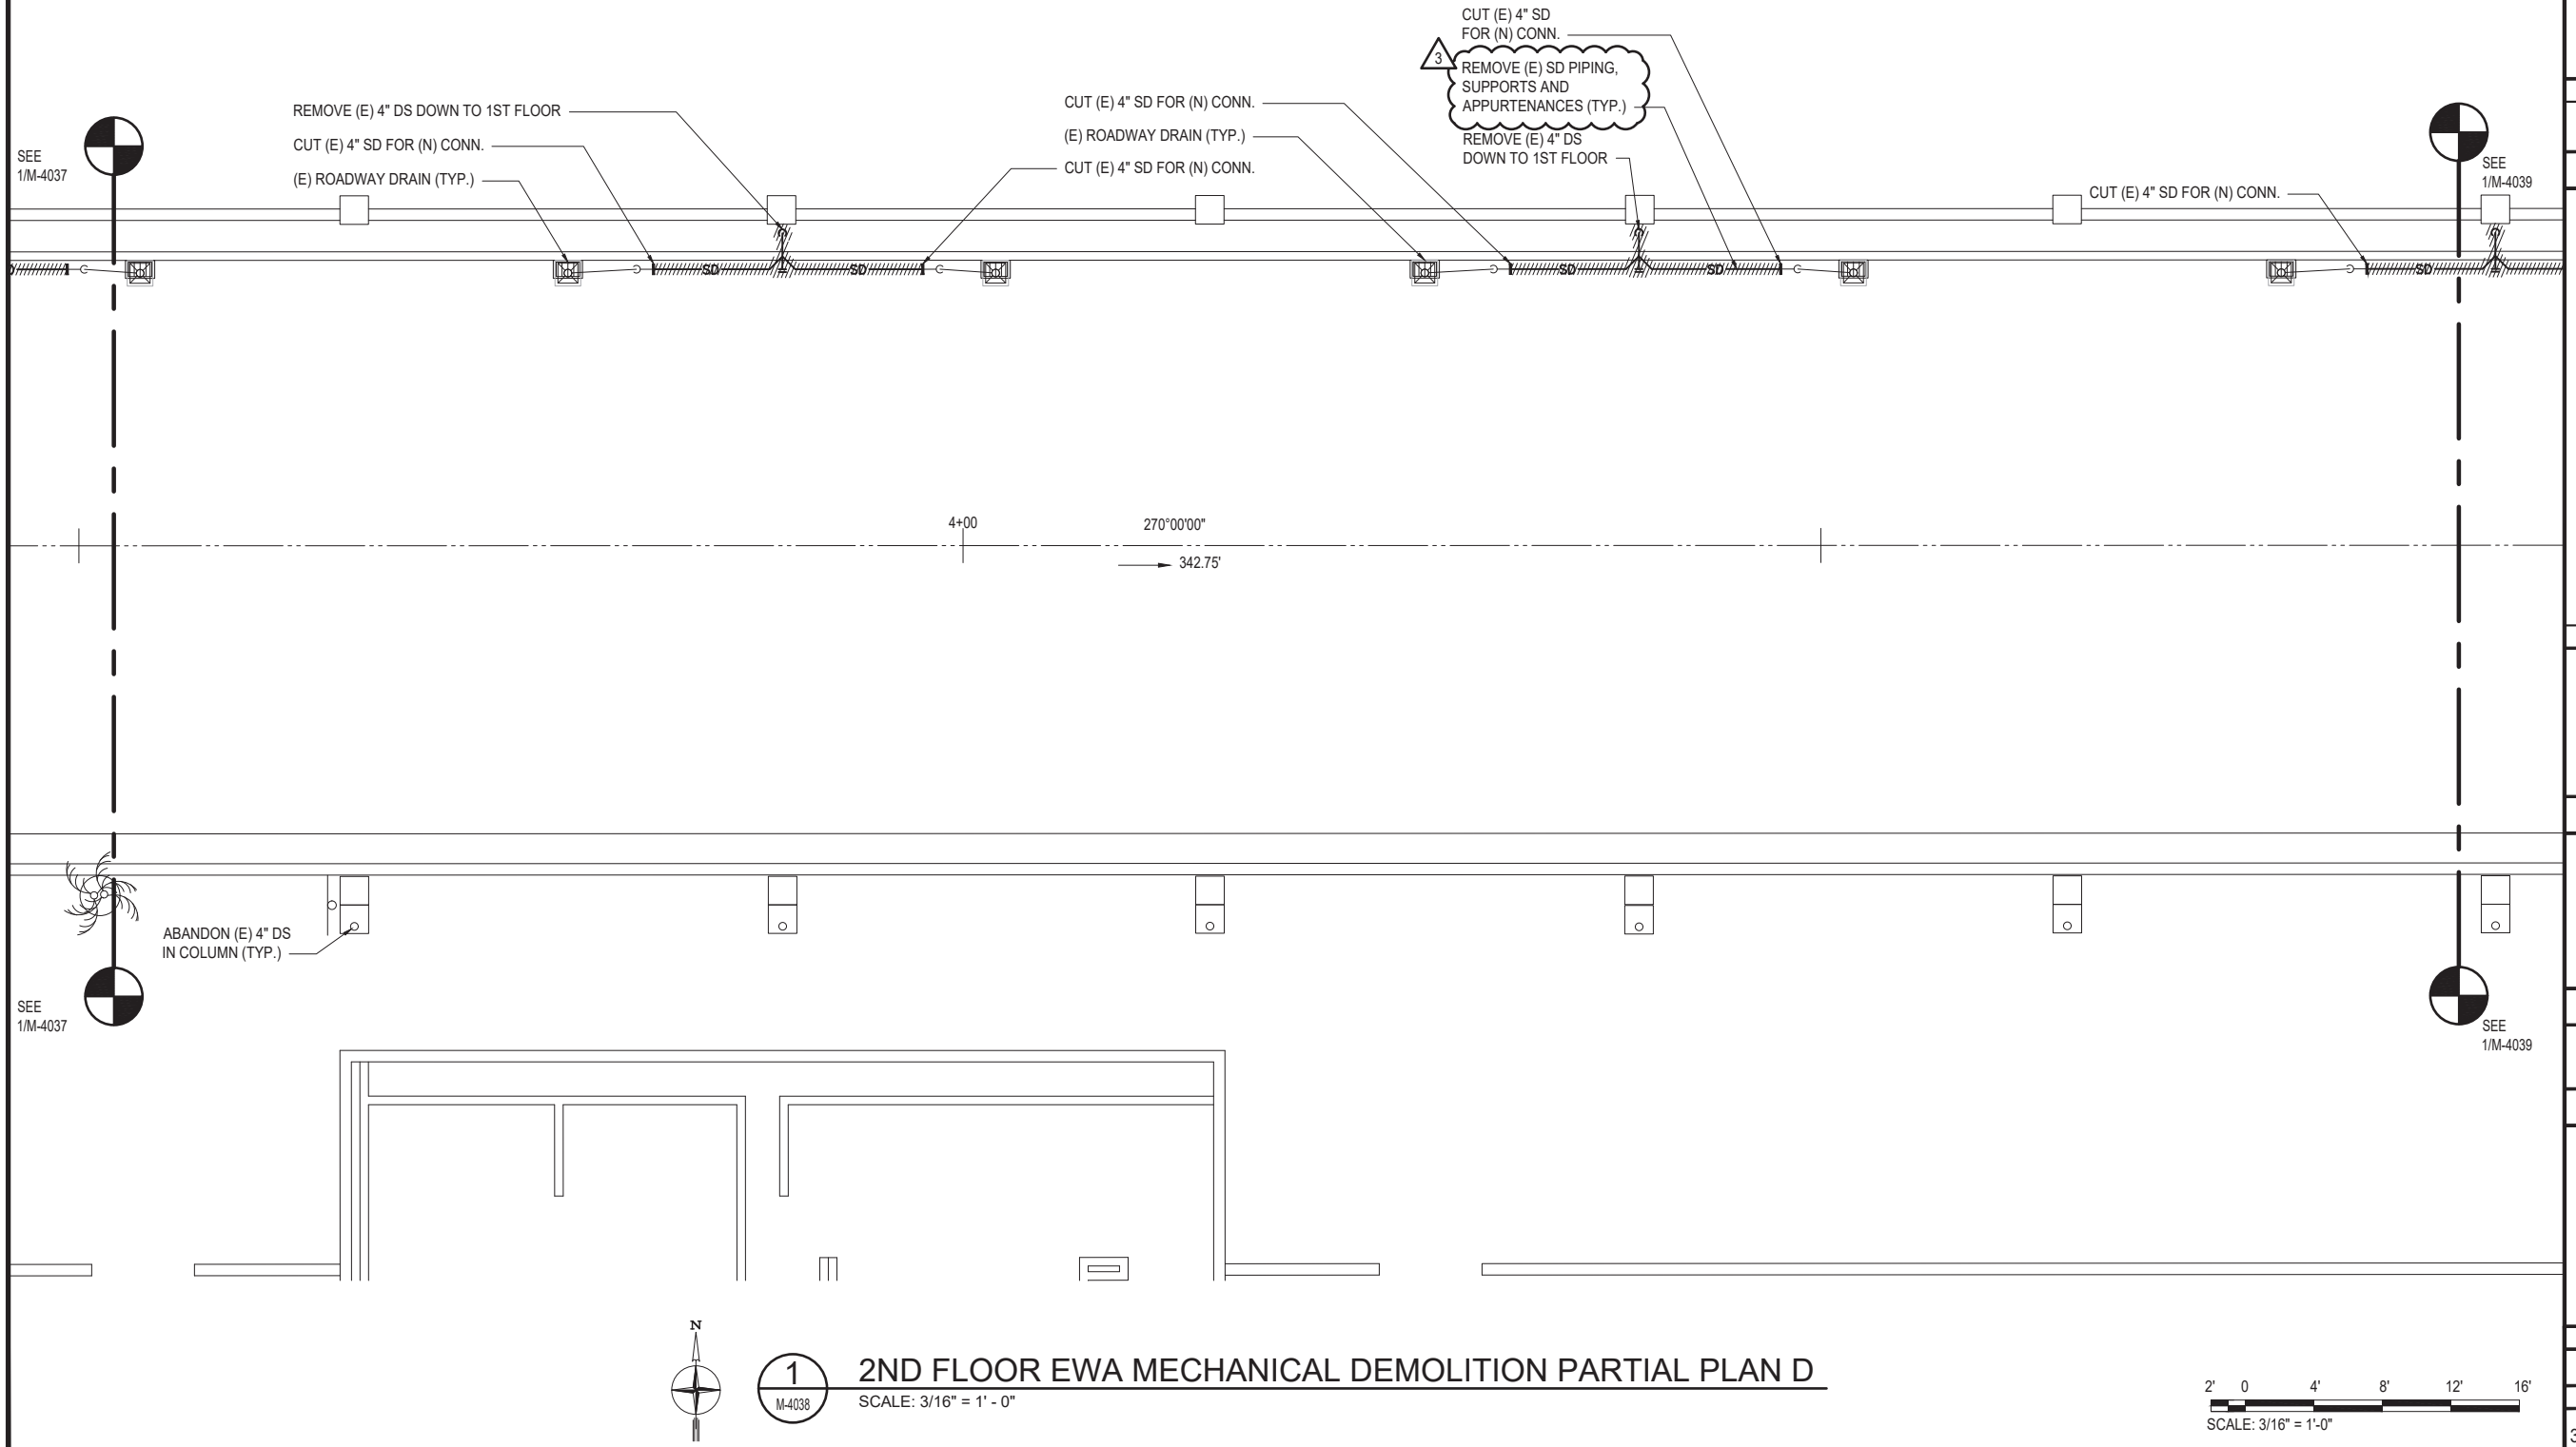 CUT (E) 4" SD
FOR (N) CONN.
3
REMOVE (E) SD PIPING,
SUPPORTS AND
APPURTENANCES (TYP.)
REMOVE (E) 4" DS
DOWN TO 1ST FLOOR
REMOVE (E) 4" DS DOWN TO 1ST FLOOR
CUT (E) 4" SD FOR (N) CONN.
(E) ROADWAY DRAIN (TYP.)
CUT (E) 4" SD FOR (N) CONN.
(E) ROADWAY DRAIN (TYP.)
CUT (E) 4" SD FOR (N) CONN.
SEE
1/M-4037
SEE
1/M-4039
CUT (E) 4" SD FOR (N) CONN.
SD
SD
SD
SD
SD
4+00
270°00'00"
342.75'
ABANDON (E) 4" DS
IN COLUMN (TYP.)
SEE
1/M-4037
SEE
1/M-4039
N
1
M-4038
2ND FLOOR EWA MECHANICAL DEMOLITION PARTIAL PLAN D
SCALE: 3/16" = 1' - 0"
2' 0 4' 8' 12' 16'
SCALE: 3/16" = 1'-0"